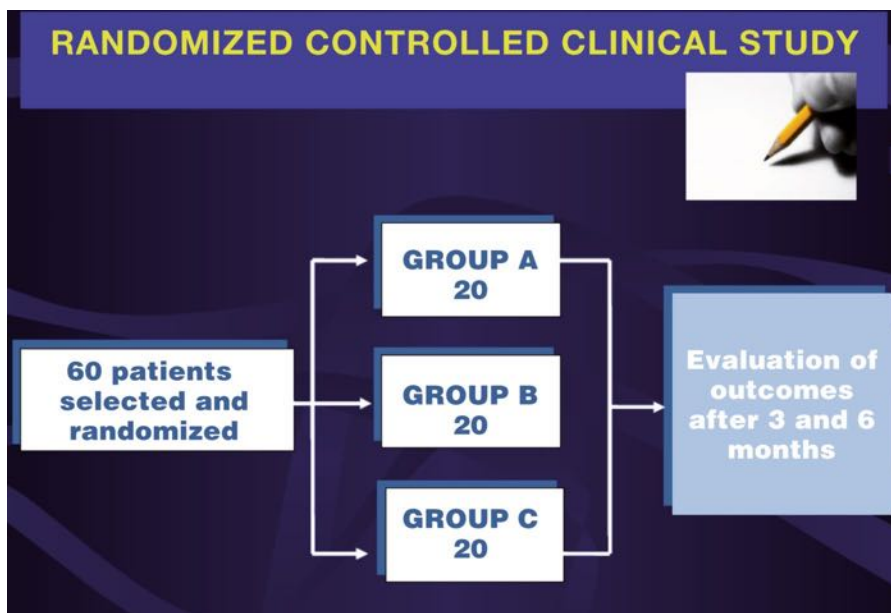 RANDOMIZED CONTROLLED CLINICAL STUDY
60 patients
selected and
randomized
GROUP A
20
GROUP B
20
GROUP C
20
Evaluation of
outcomes
after 3 and 6
months